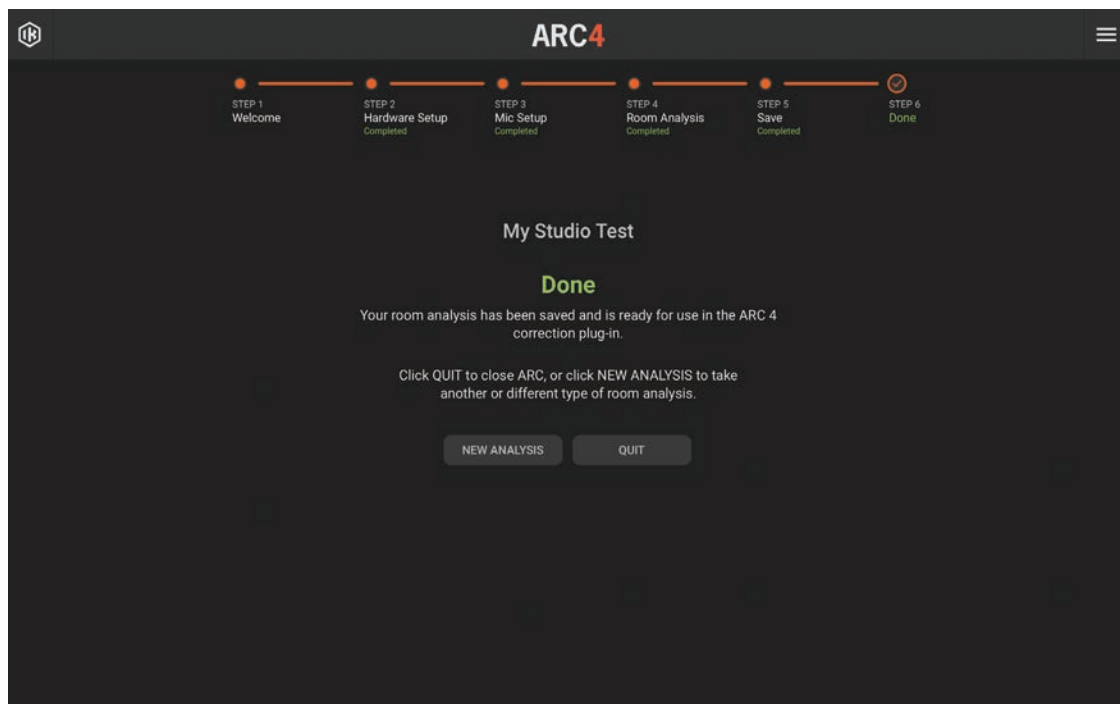 ARC4
STEP 1
Welcome
STEP 2
Hardware Setup
Completed
STEP 3
Mic Setup
Completed
STEP 4
Room Analysis
Completed
STEP 5
Save
Completed
STEP 6
Done
My Studio Test
Done
Your room analysis has been saved and is ready for use in the ARC 4
correction plug-in.
Click QUIT to close ARC, or click NEW ANALYSIS to take
another or different type of room analysis.
NEW ANALYSIS
QUIT